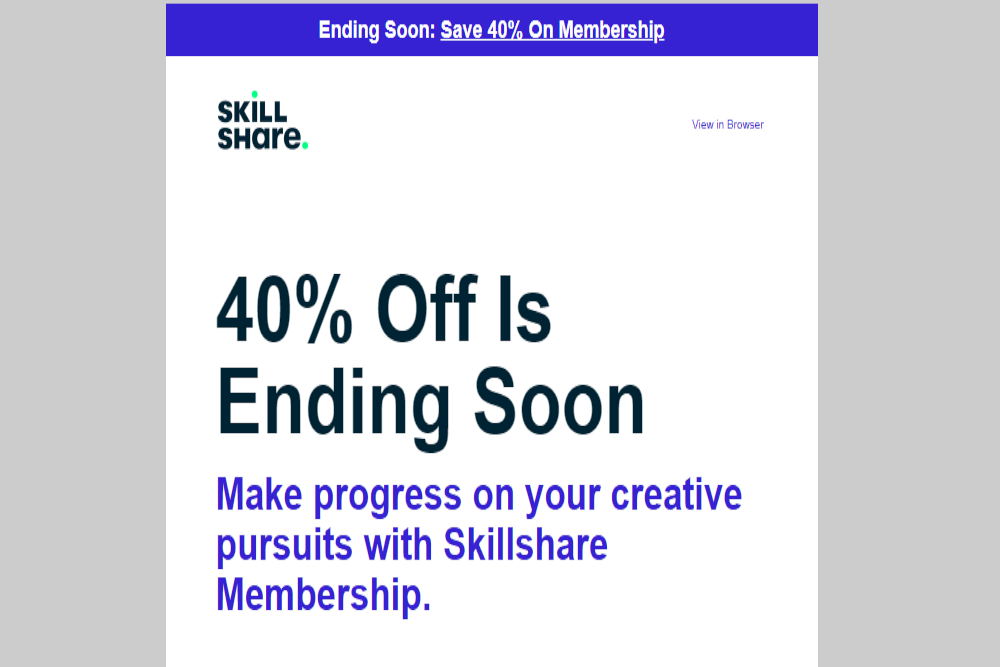 Ending Soon: Save 40% On Membership
SKiLL
SHare.
View in Browser
40% Off Is
Ending Soon
Make progress on your creative
pursuits with Skillshare
Membership.